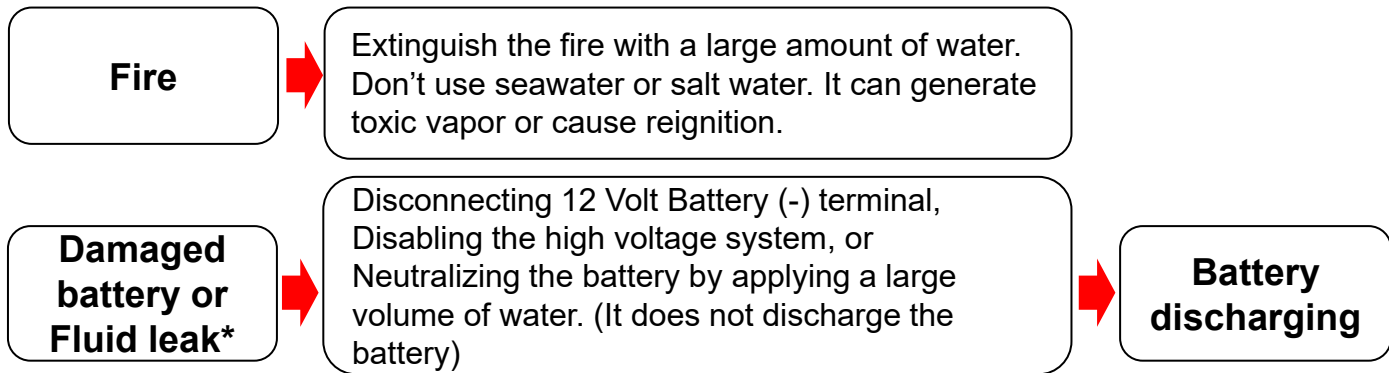 Fire
Extinguish the fire with a large amount of water.
Don’t use seawater or salt water. It can generate
toxic vapor or cause reignition.
Damaged
battery or
Fluid leak*
Disconnecting 12 Volt Battery (-) terminal,
Disabling the high voltage system, or
Neutralizing the battery by applying a large
volume of water. (It does not discharge the
battery)
Battery
discharging